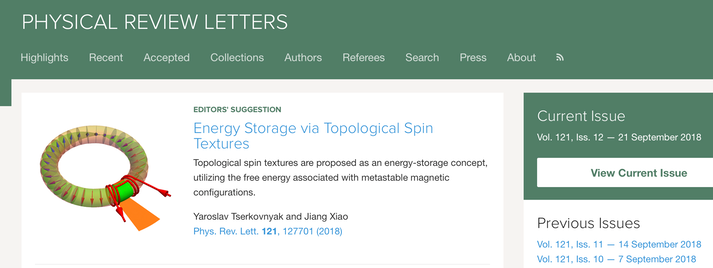 PHYSICAL REVIEW LETTERS
Highlights Recent Accepted Collections Authors Referees Search Press About
EDITORS' SUGGESTION
Energy Storage via Topological Spin
Textures
Topological spin textures are proposed as an energy-storage concept,
utilizing the free energy associated with metastable magnetic
configurations.
Yaroslav Tserkovnyak and Jiang Xiao
Phys. Rev. Lett. 121, 127701 (2018)
Current Issue
Vol. 121, Iss. 12 — 21 September 2018
View Current Issue
Previous Issues
Vol. 121, Iss. 11 — 14 September 2018
Vol. 121, Iss. 10 — 7 September 2018